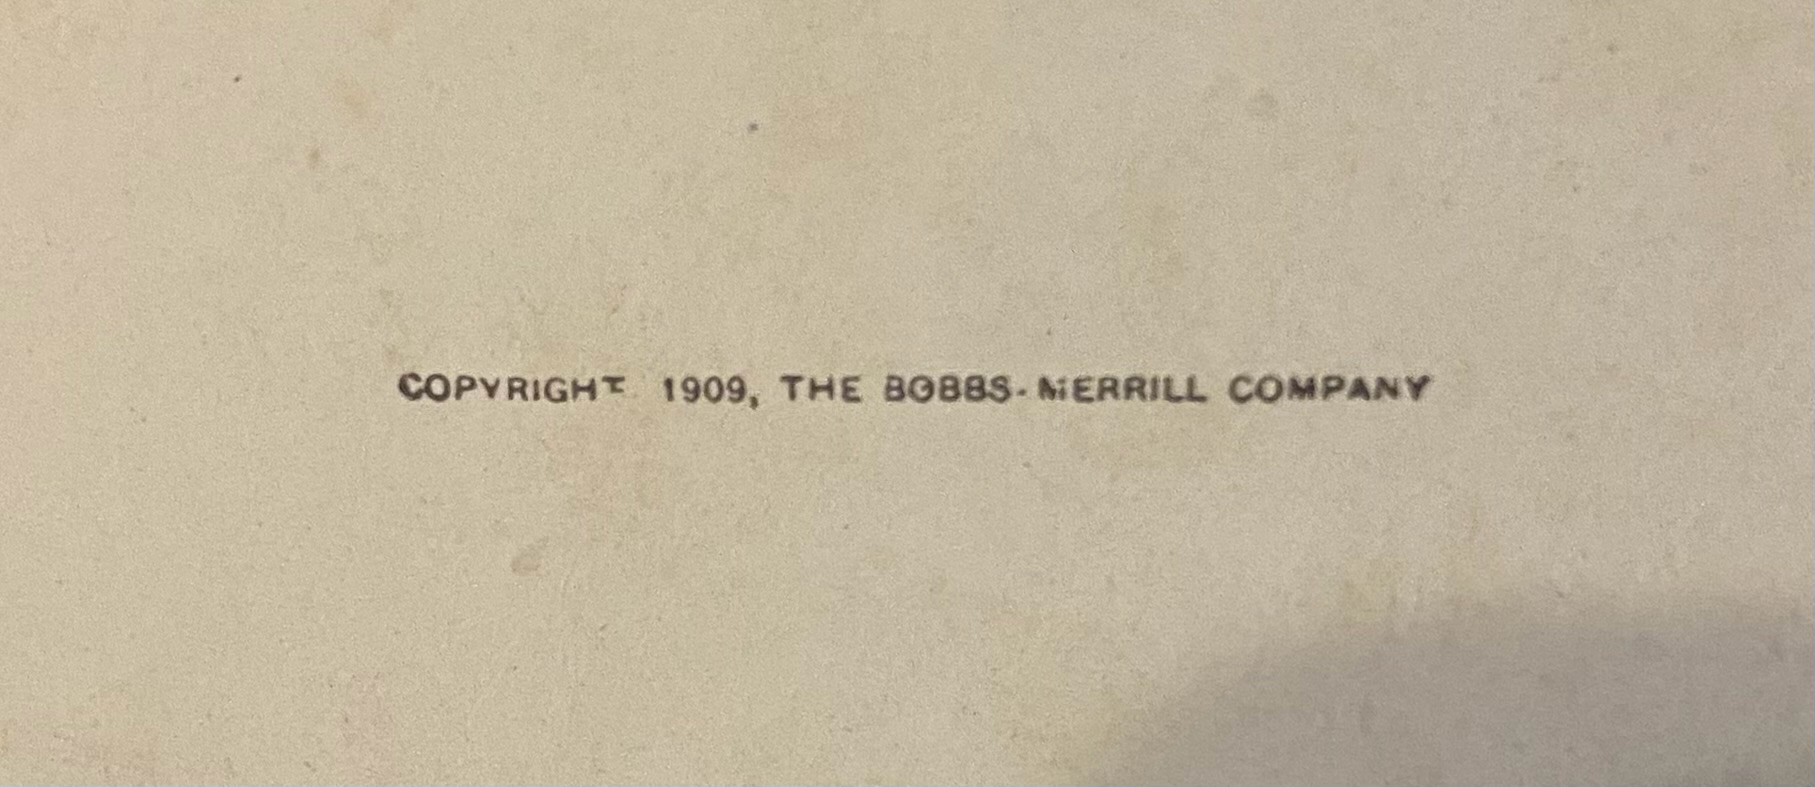 COPYRIGHT 1909, THE BOBBS-MERRILL COMPANY